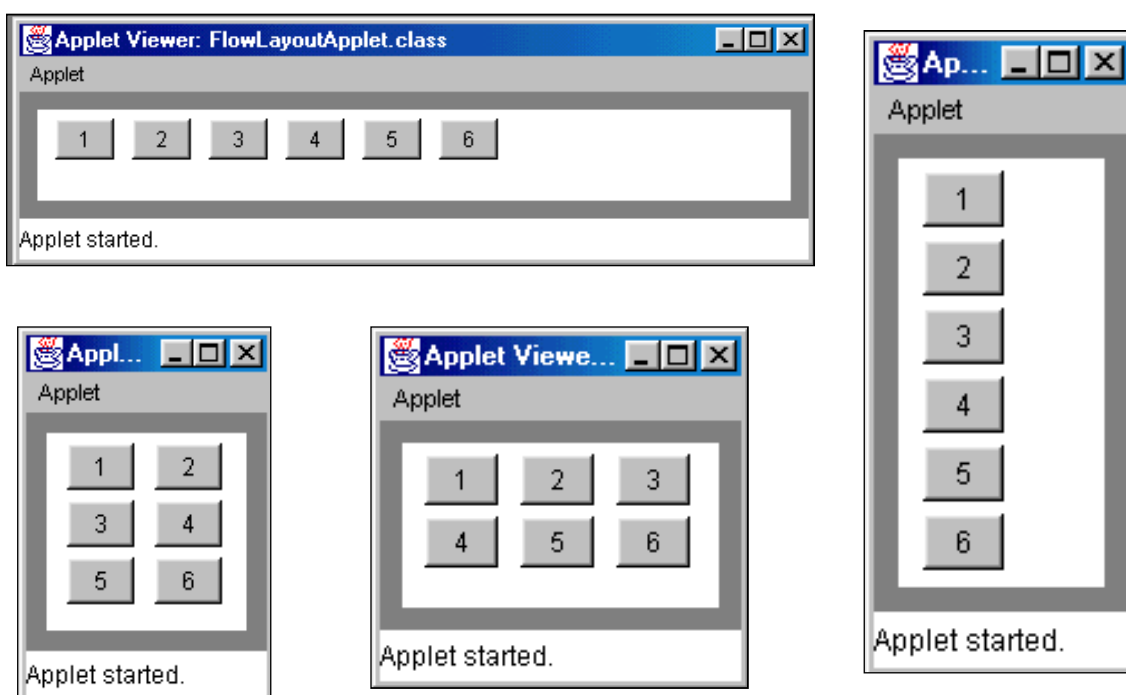 Applet Viewer: FlowLayoutApplet.class
Applet
1 2 3 4 5 6
Applet started.
Ap...
Applet
1
2
3
4
5
6
Applet started.
Appl...
Applet
1 2
3 4
5 6
Applet started.
Applet Viewe...
Applet
1 2 3
4 5 6
Applet started.